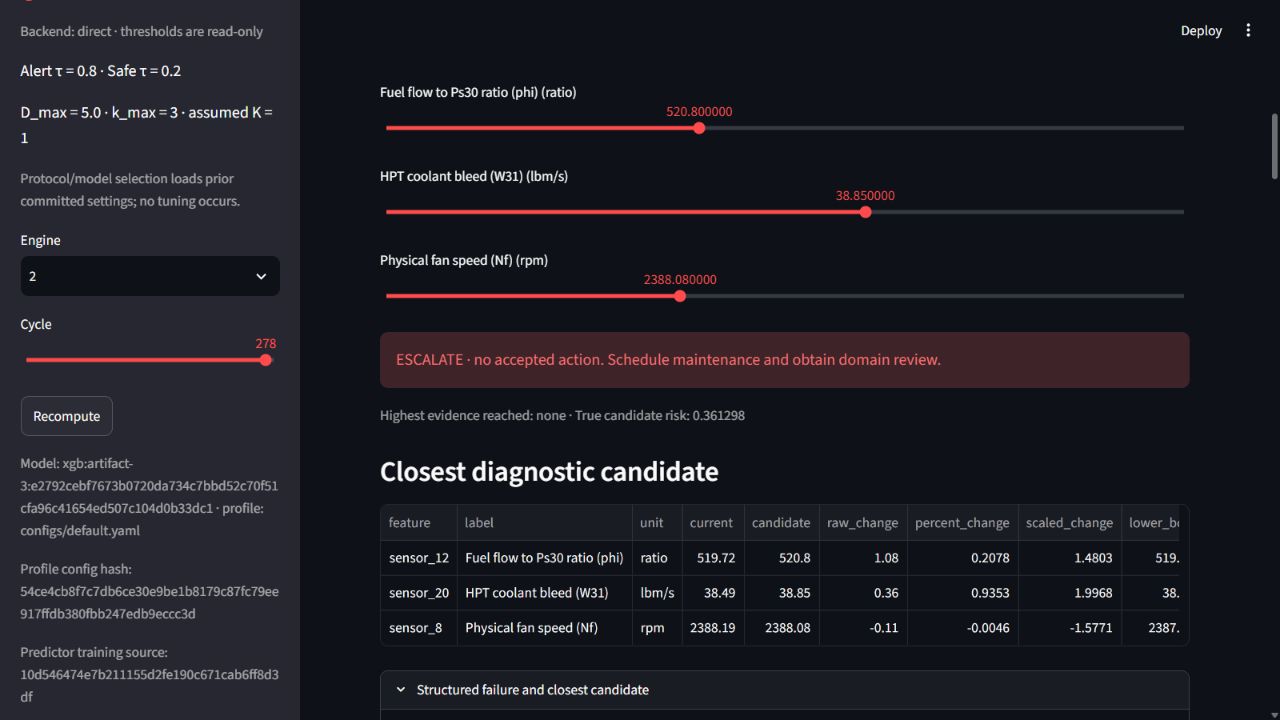 Backend: direct · thresholds are read-only
Alert τ = 0.8 · Safe τ = 0.2
D_max = 5.0 · k_max = 3 · assumed K =
1
Protocol/model selection loads prior
committed settings; no tuning occurs.
Engine
2
Cycle
278
Recompute
Model: xgb:artifact-
3:e2792cebf7673b0720da734c7bbd52c70f51
cfa96c41654ed507c104d0b33dc1 · profile:
configs/default.yaml
Profile config hash:
54ce4cb8f7c7db6ce30e9be1b8179c87fc79ee
917ffdb380fbb247edb9eccc3d
Predictor training source:
10d546474e7b211155d2fe190c671cab6ff8d3
df
Deploy
Fuel flow to Ps30 ratio (phi) (ratio)
520.800000
HPT coolant bleed (W31) (lbm/s)
38.850000
Physical fan speed (Nf) (rpm)
2388.080000
ESCALATE · no accepted action. Schedule maintenance and obtain domain review.
Highest evidence reached: none · True candidate risk: 0.361298
Closest diagnostic candidate
feature label unit current candidate raw_change percent_change scaled_change lower_bo
sensor_12 Fuel flow to Ps30 ratio (phi) ratio 519.72 520.8 1.08 0.2078 1.4803 519.
sensor_20 HPT coolant bleed (W31) lbm/s 38.49 38.85 0.36 0.9353 1.9968 38.
sensor_8 Physical fan speed (Nf) rpm 2388.19 2388.08 -0.11 -0.0046 -1.5771 2387.
Structured failure and closest candidate